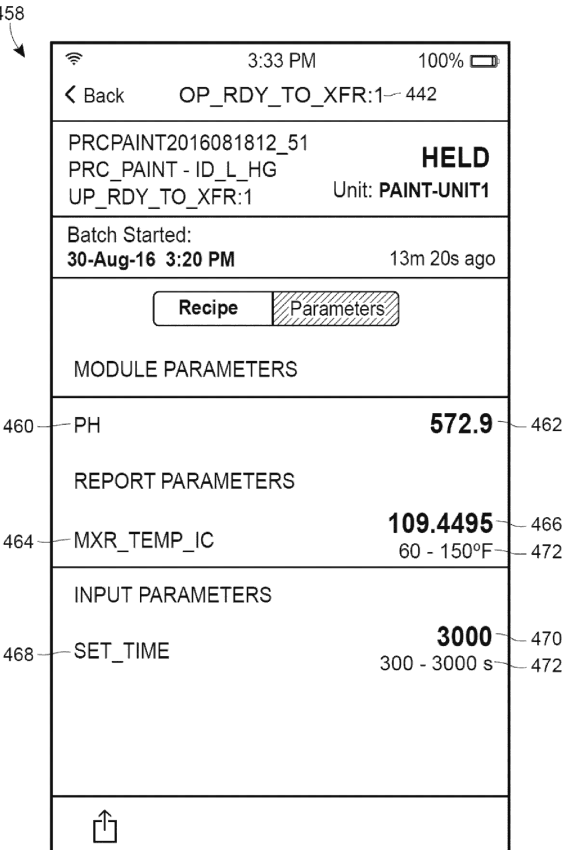 458
3:33 PM 100%
Back OP_RDY_TO_XFR:1 442
PRCPAINT2016081812_51
PRC_PAINT - ID_L_HG HELD
UP_RDY_TO_XFR:1 Unit: PAINT-UNIT1
Batch Started:
30-Aug-16 3:20 PM 13m 20s ago
Recipe Parameters
MODULE PARAMETERS
460 PH 572.9 462
REPORT PARAMETERS
109.4495 466
464 MXR_TEMP_IC 60 - 150ºF 472
INPUT PARAMETERS
3000 470
468 SET_TIME 300 - 3000 s 472